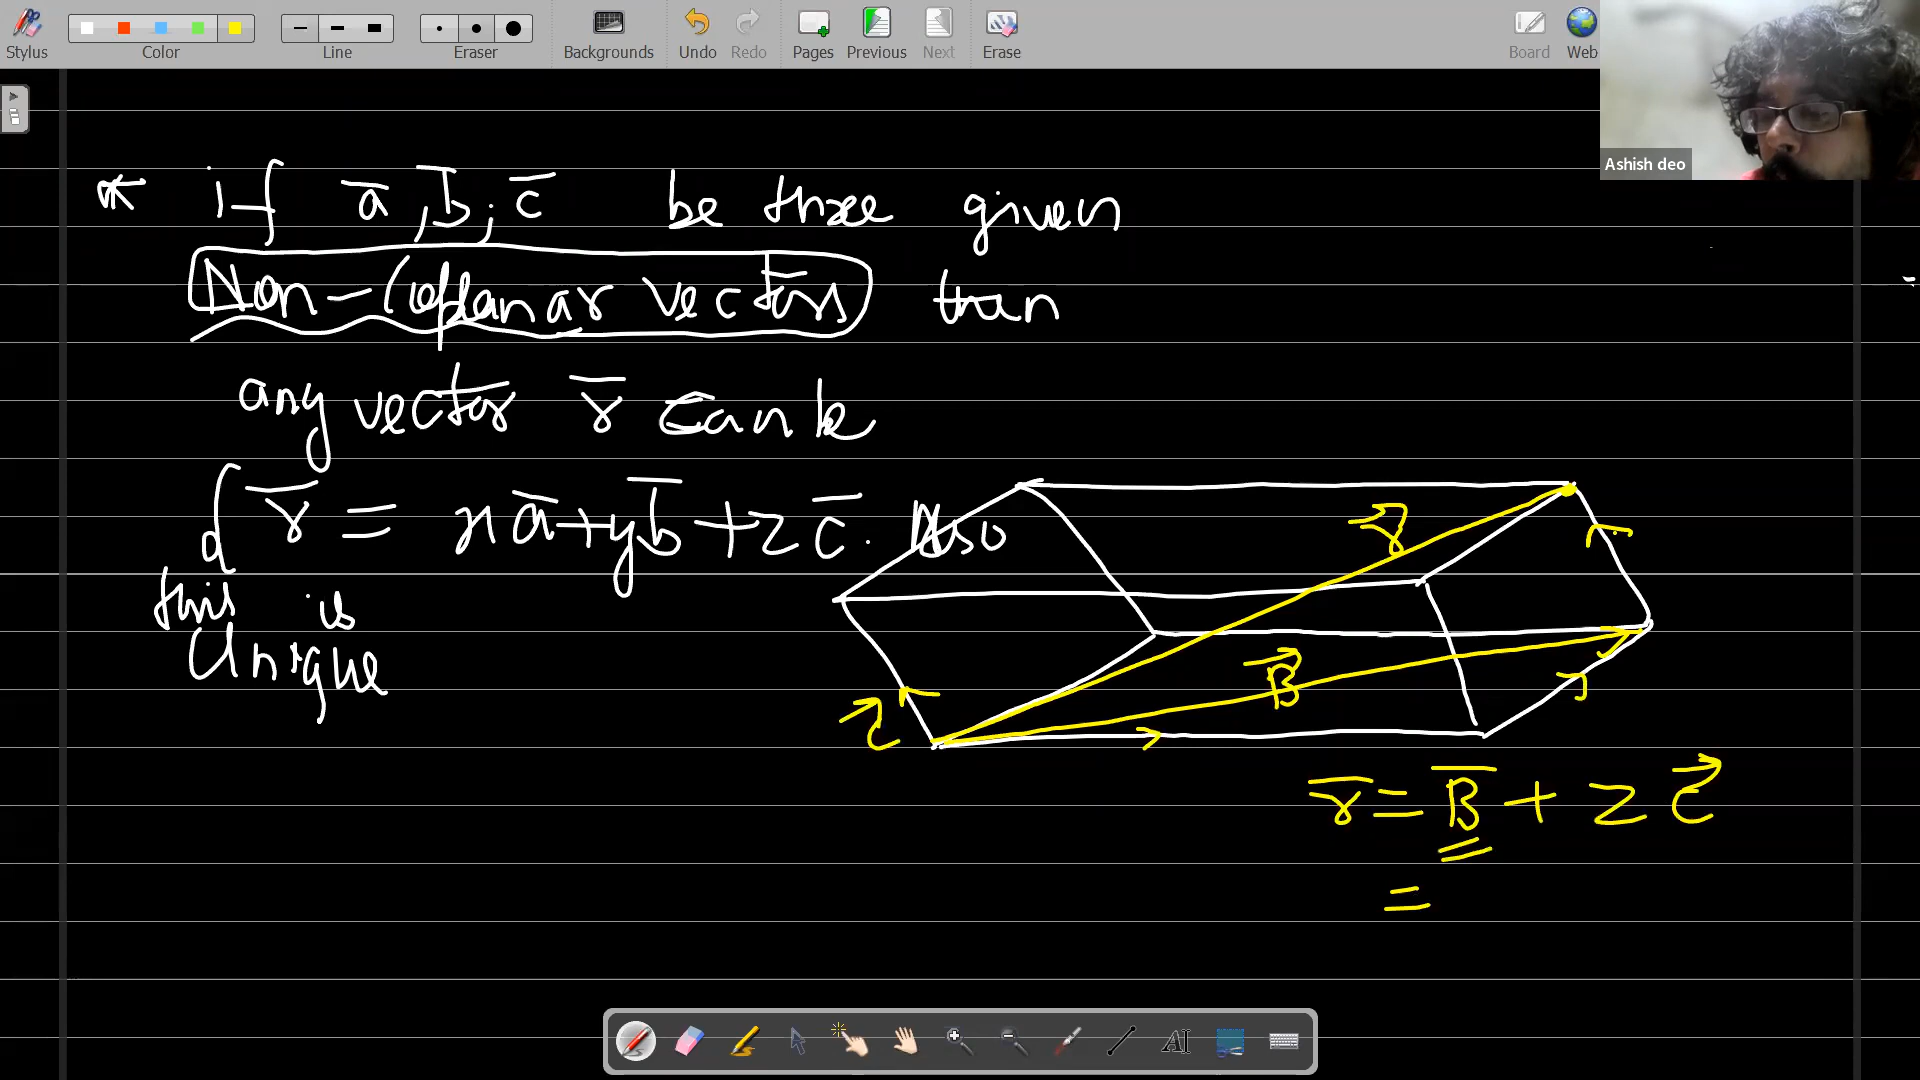 Stylus Color Line Eraser Backgrounds Undo Redo Pages Previous Next Erase Board Web
Ashish deo
* if a̅, b̅, c̅ be three given
Non-Coplanar vectors then
any vector r̅ can be
r̅ = xa̅ + yb̅ + zc̅. Also
this is
Unique
r⃗
B⃗
c⃗
r̅ = B̅ + z c⃗
=